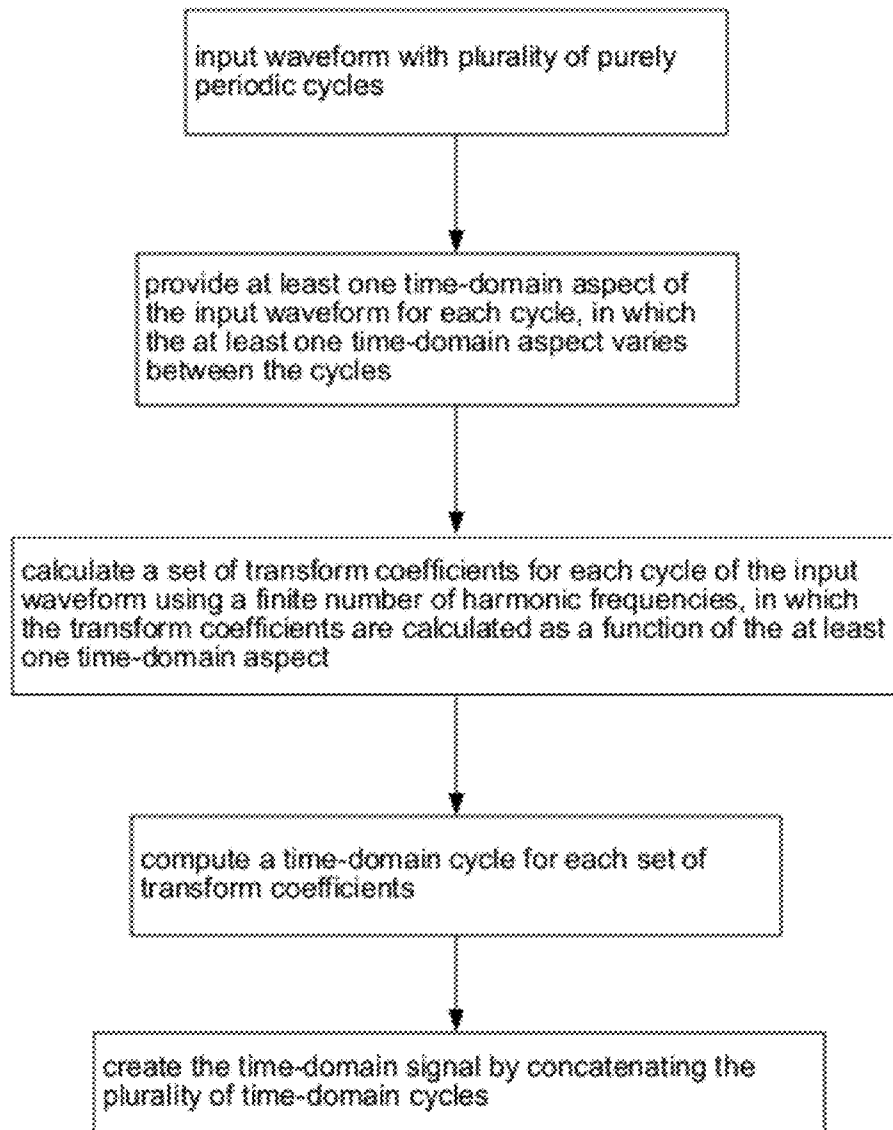 input waveform with plurality of purely
periodic cycles
provide at least one time-domain aspect of
the input waveform for each cycle, in which
the at least one time-domain aspect varies
between the cycles
calculate a set of transform coefficients for each cycle of the input
waveform using a finite number of harmonic frequencies, in which
the transform coefficients are calculated as a function of the at least
one time-domain aspect
compute a time-domain cycle for each set of
transform coefficients
create the time-domain signal by concatenating the
plurality of time-domain cycles